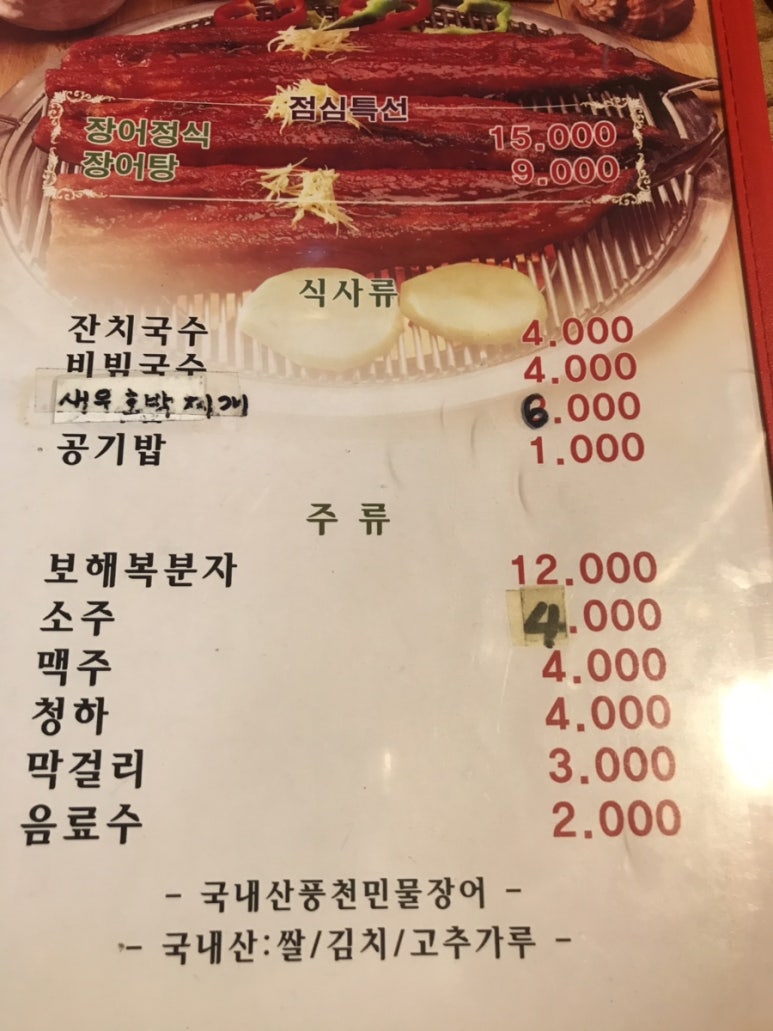 점심특선
장어정식 15.000
장어탕 9.000
식사류
잔치국수 4.000
비빔국수 4.000
새우호박찌개 6.000
공기밥 1.000
주 류
보해복분자 12.000
소주 4.000
맥주 4.000
청하 4.000
막걸리 3.000
음료수 2.000
- 국내산풍천민물장어 -
- 국내산:쌀/김치/고추가루 -